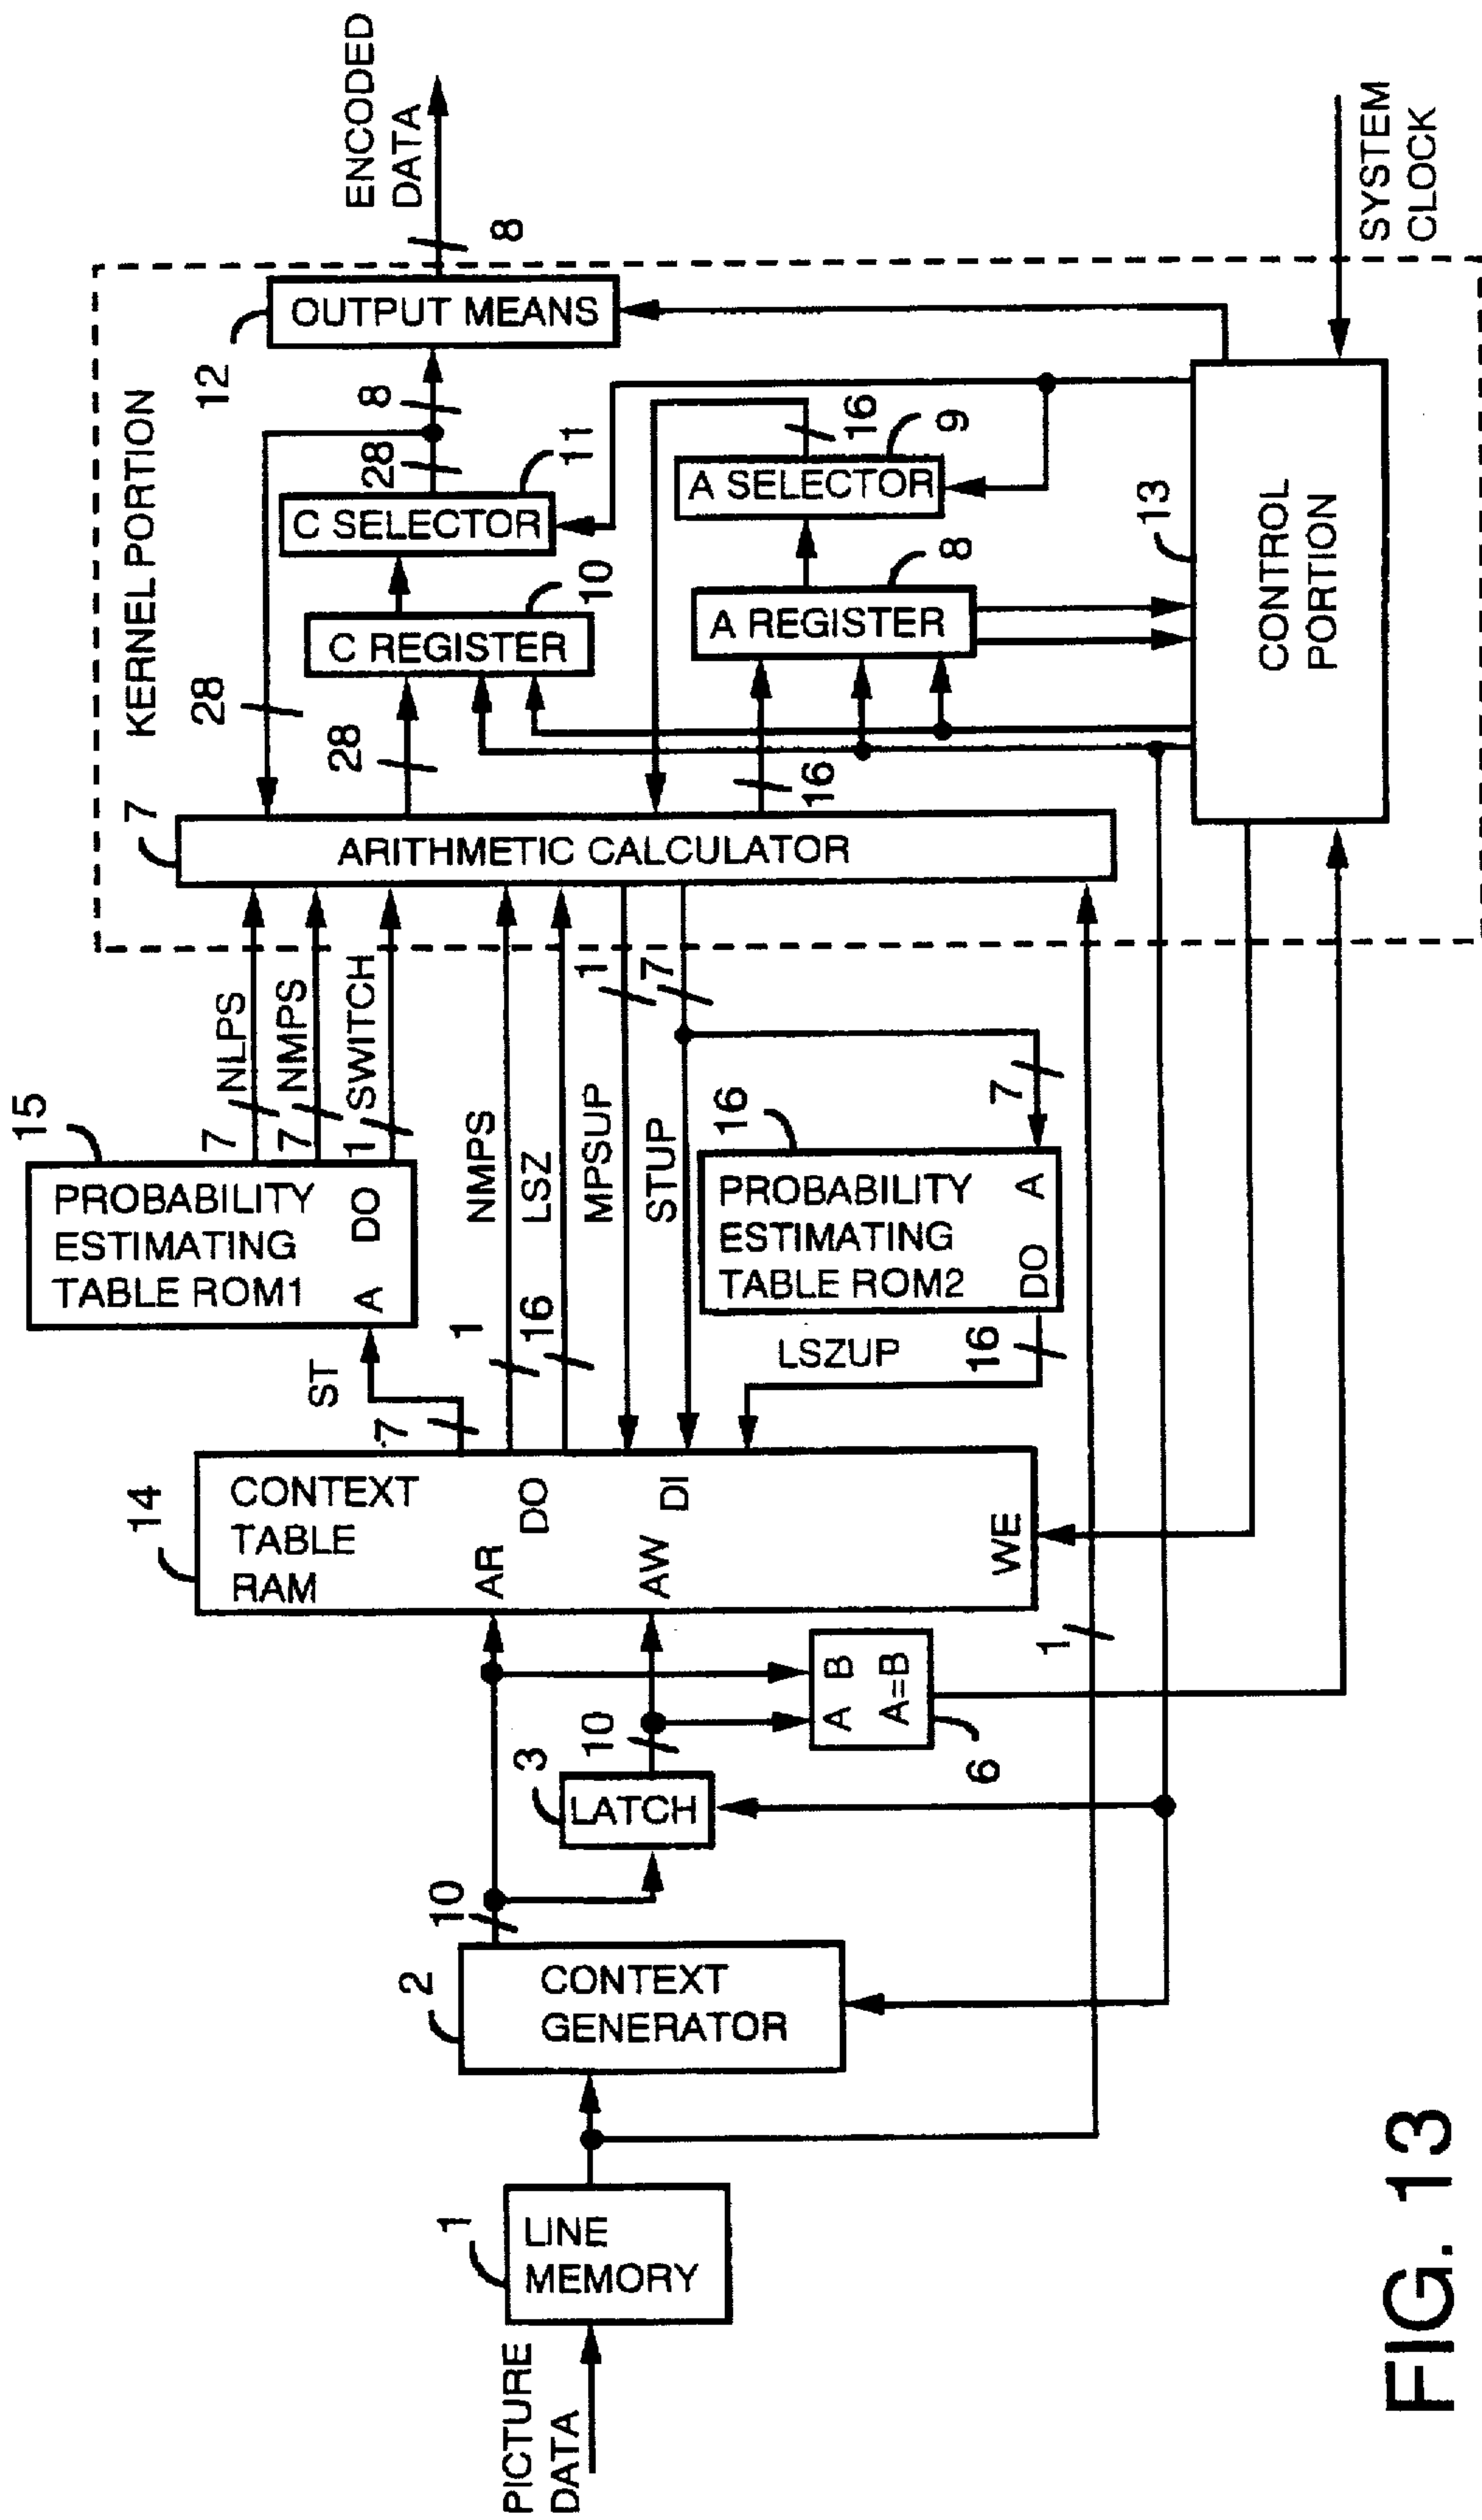 PICTURE
DATA
1
LINE
MEMORY
2
CONTEXT
GENERATOR
10
3
LATCH
10
A B
A=B
6
14
CONTEXT
TABLE
RAM
AR
DO
AW
DI
WE
1
ST
7
15
PROBABILITY
ESTIMATING
TABLE ROM1
A DO
7 NLPS
7 NMPS
1 SWITCH
1
NMPS
16
LSZ
MPSUP
1
STUP
7
16
PROBABILITY
ESTIMATING
TABLE ROM2
DO A
7
LSZUP
16
KERNEL PORTION
7
ARITHMETIC CALCULATOR
28
28
16
C REGISTER
10
C SELECTOR
11
28
8
A REGISTER
8
A SELECTOR
9
16
12
OUTPUT MEANS
8
ENCODED
DATA
13
CONTROL
PORTION
SYSTEM
CLOCK
FIG. 13